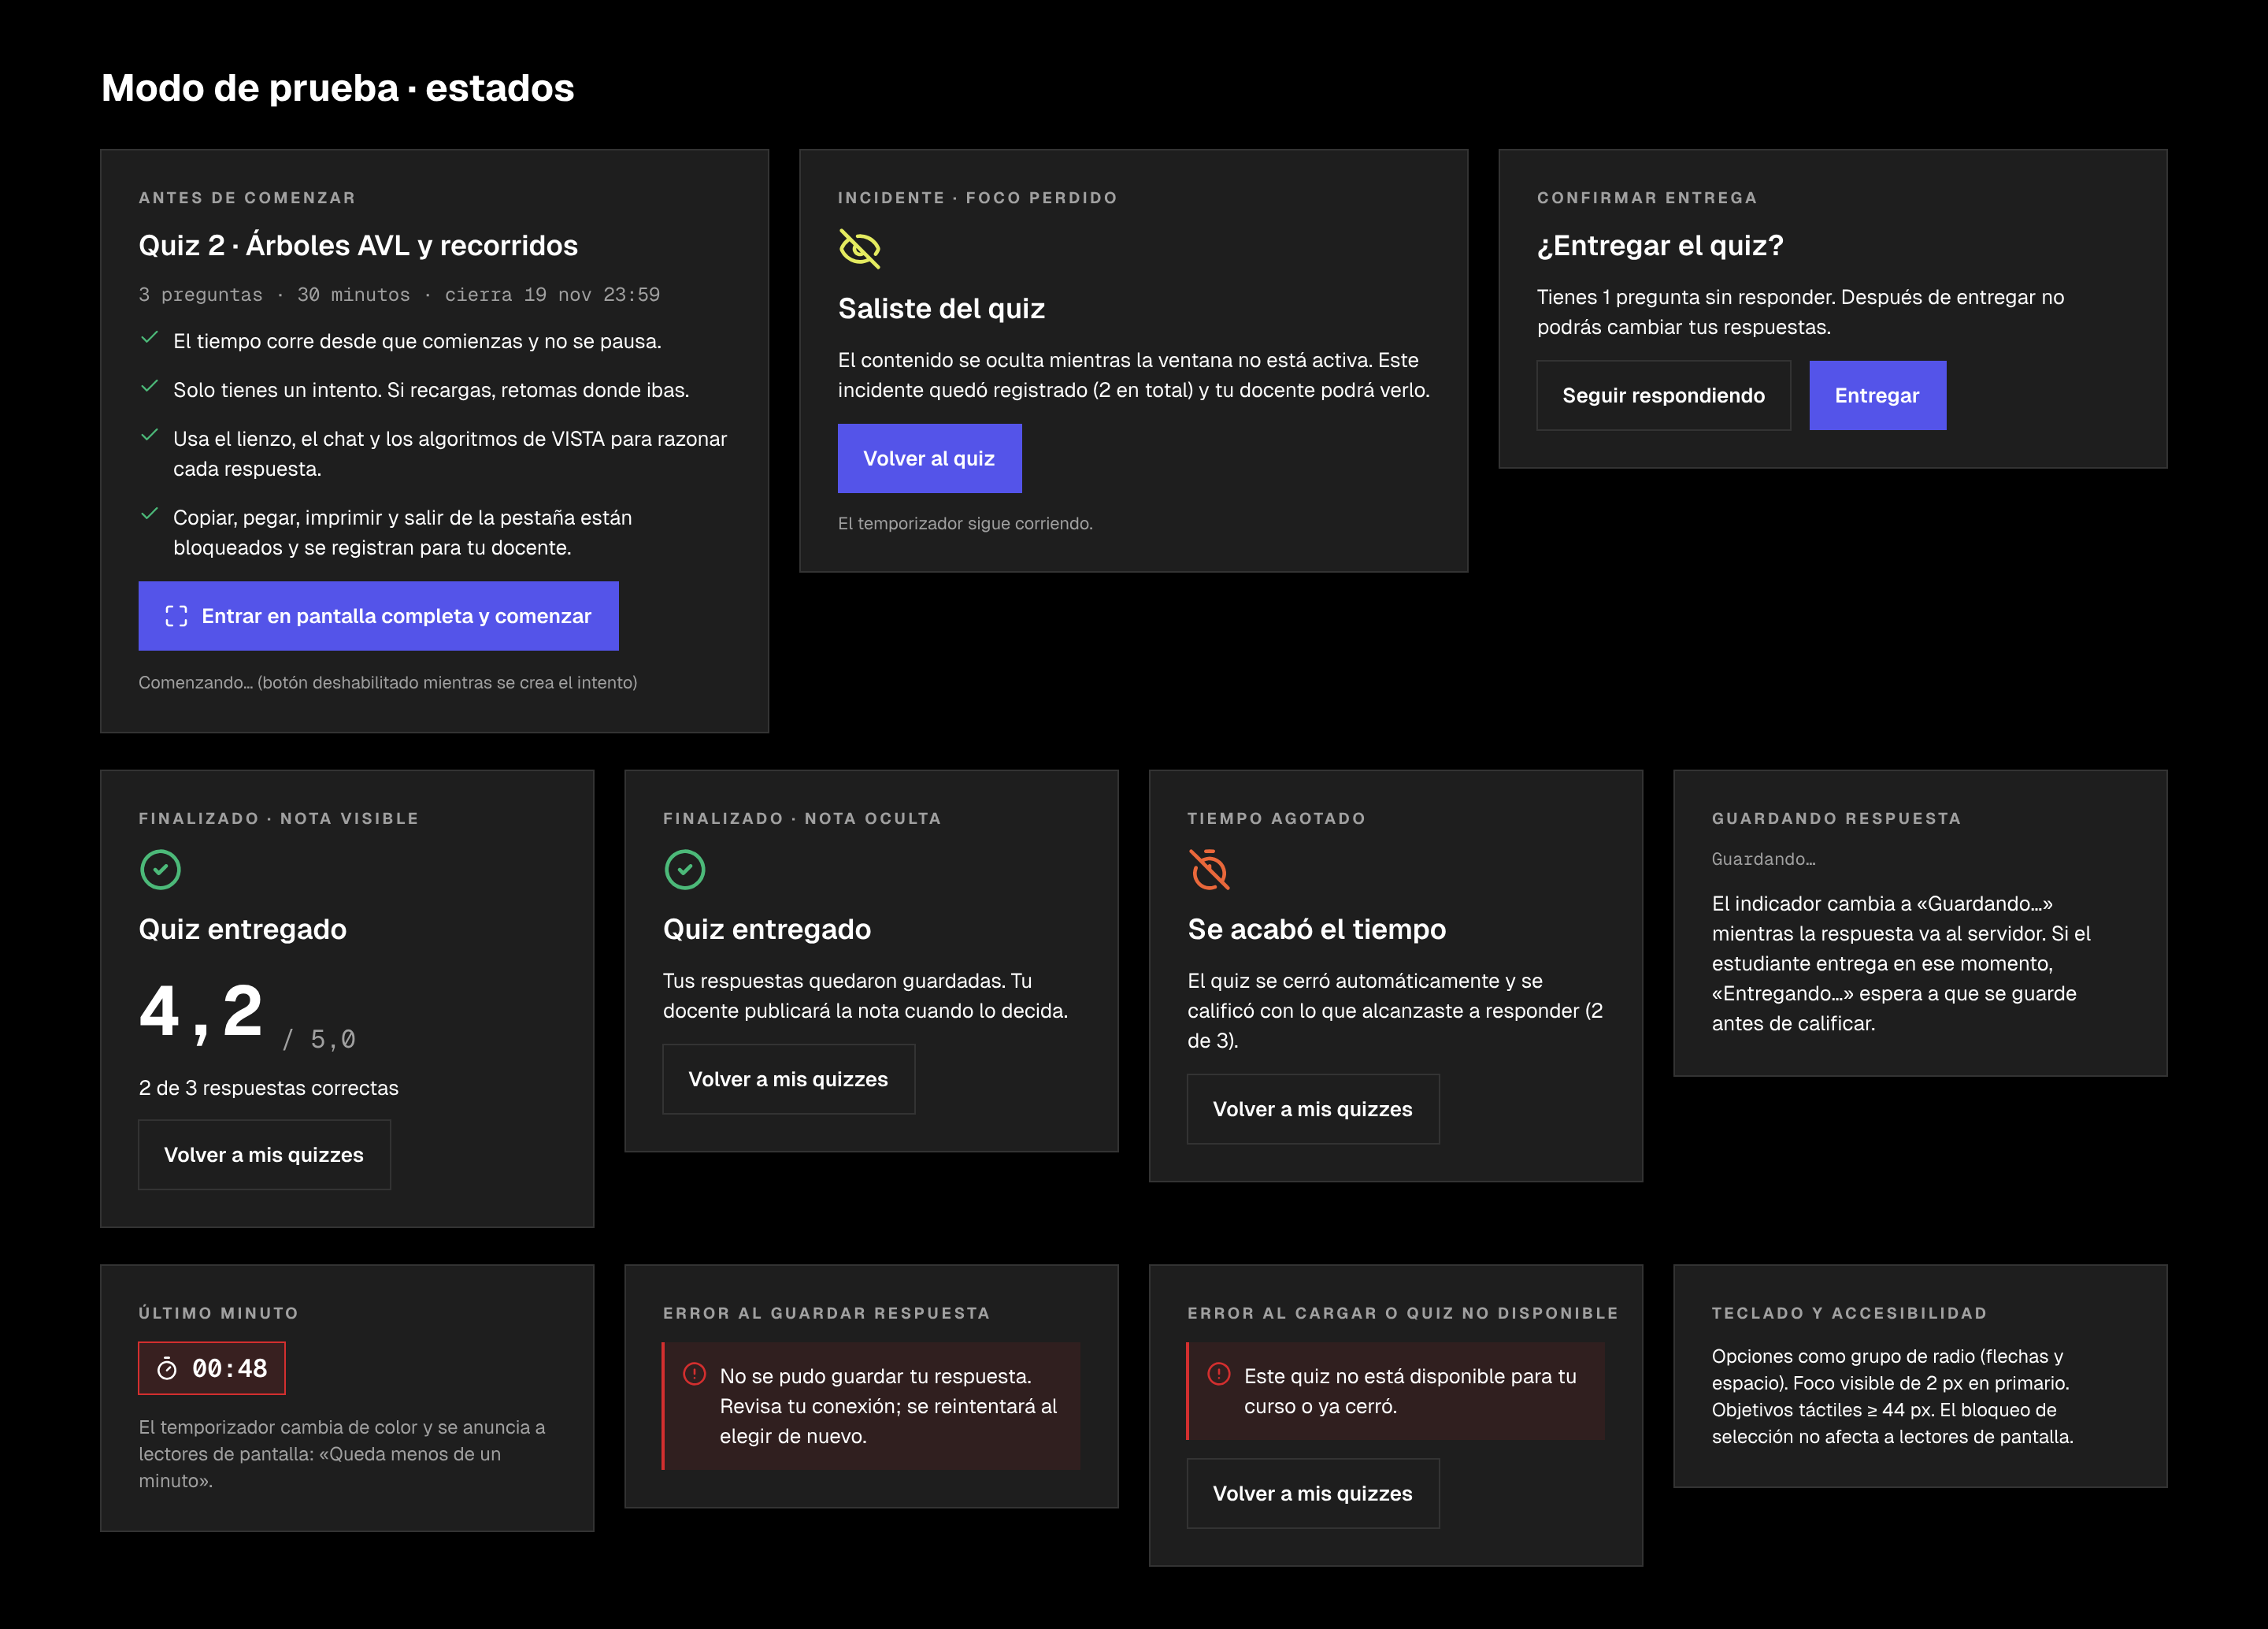 Modo de prueba · estados
ANTES DE COMENZAR
Quiz 2 · Árboles AVL y recorridos
3 preguntas · 30 minutos · cierra 19 nov 23:59
El tiempo corre desde que comienzas y no se pausa.
Solo tienes un intento. Si recargas, retomas donde ibas.
Usa el lienzo, el chat y los algoritmos de VISTA para razonar
cada respuesta.
Copiar, pegar, imprimir y salir de la pestaña están
bloqueados y se registran para tu docente.
Entrar en pantalla completa y comenzar
Comenzando... (botón deshabilitado mientras se crea el intento)
INCIDENTE · FOCO PERDIDO
Saliste del quiz
El contenido se oculta mientras la ventana no está activa. Este
incidente quedó registrado (2 en total) y tu docente podrá verlo.
Volver al quiz
El temporizador sigue corriendo.
CONFIRMAR ENTREGA
¿Entregar el quiz?
Tienes 1 pregunta sin responder. Después de entregar no
podrás cambiar tus respuestas.
Seguir respondiendo
Entregar
FINALIZADO · NOTA VISIBLE
Quiz entregado
4,2 / 5,0
2 de 3 respuestas correctas
Volver a mis quizzes
FINALIZADO · NOTA OCULTA
Quiz entregado
Tus respuestas quedaron guardadas. Tu
docente publicará la nota cuando lo decida.
Volver a mis quizzes
TIEMPO AGOTADO
Se acabó el tiempo
El quiz se cerró automáticamente y se
calificó con lo que alcanzaste a responder (2
de 3).
Volver a mis quizzes
GUARDANDO RESPUESTA
Guardando…
El indicador cambia a «Guardando...»
mientras la respuesta va al servidor. Si el
estudiante entrega en ese momento,
«Entregando...» espera a que se guarde
antes de calificar.
ÚLTIMO MINUTO
00:48
El temporizador cambia de color y se anuncia a
lectores de pantalla: «Queda menos de un
minuto».
ERROR AL GUARDAR RESPUESTA
No se pudo guardar tu respuesta.
Revisa tu conexión; se reintentará al
elegir de nuevo.
ERROR AL CARGAR O QUIZ NO DISPONIBLE
Este quiz no está disponible para tu
curso o ya cerró.
Volver a mis quizzes
TECLADO Y ACCESIBILIDAD
Opciones como grupo de radio (flechas y
espacio). Foco visible de 2 px en primario.
Objetivos táctiles ≥ 44 px. El bloqueo de
selección no afecta a lectores de pantalla.